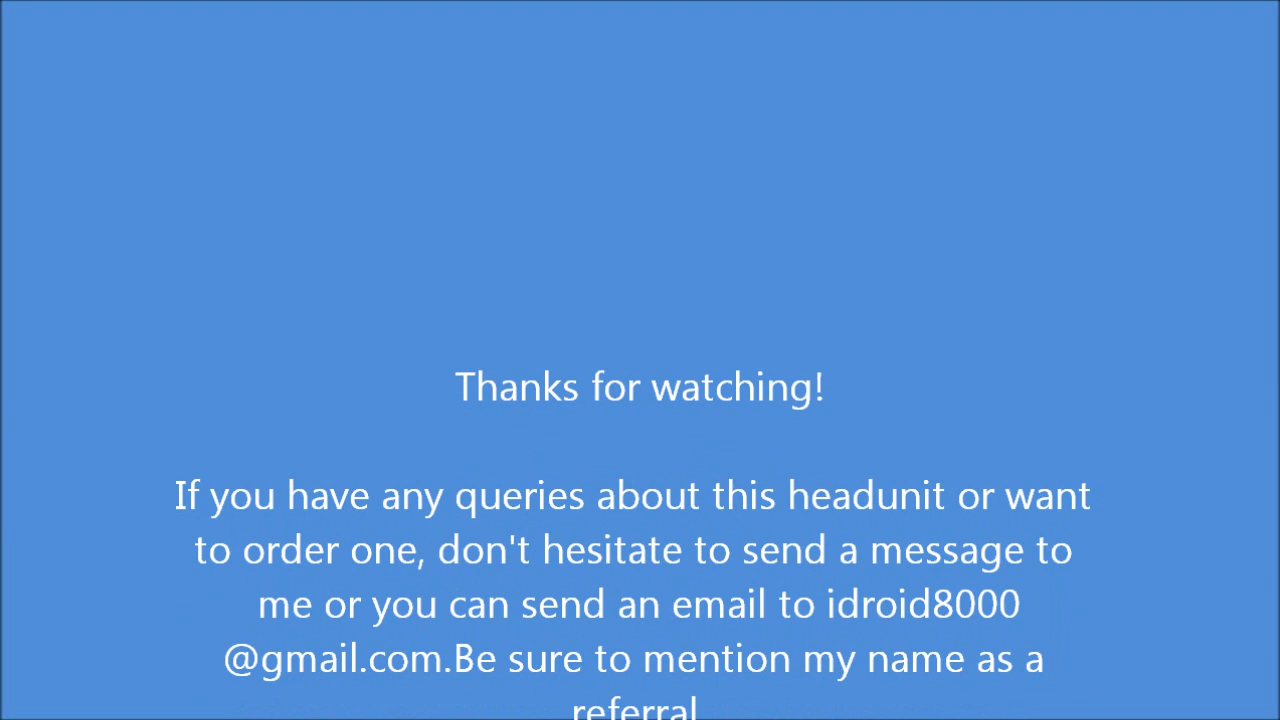 Thanks for watching!
If you have any queries about this headunit or want
to order one, don't hesitate to send a message to
me or you can send an email to idroid8000
@gmail.com.Be sure to mention my name as a
referral